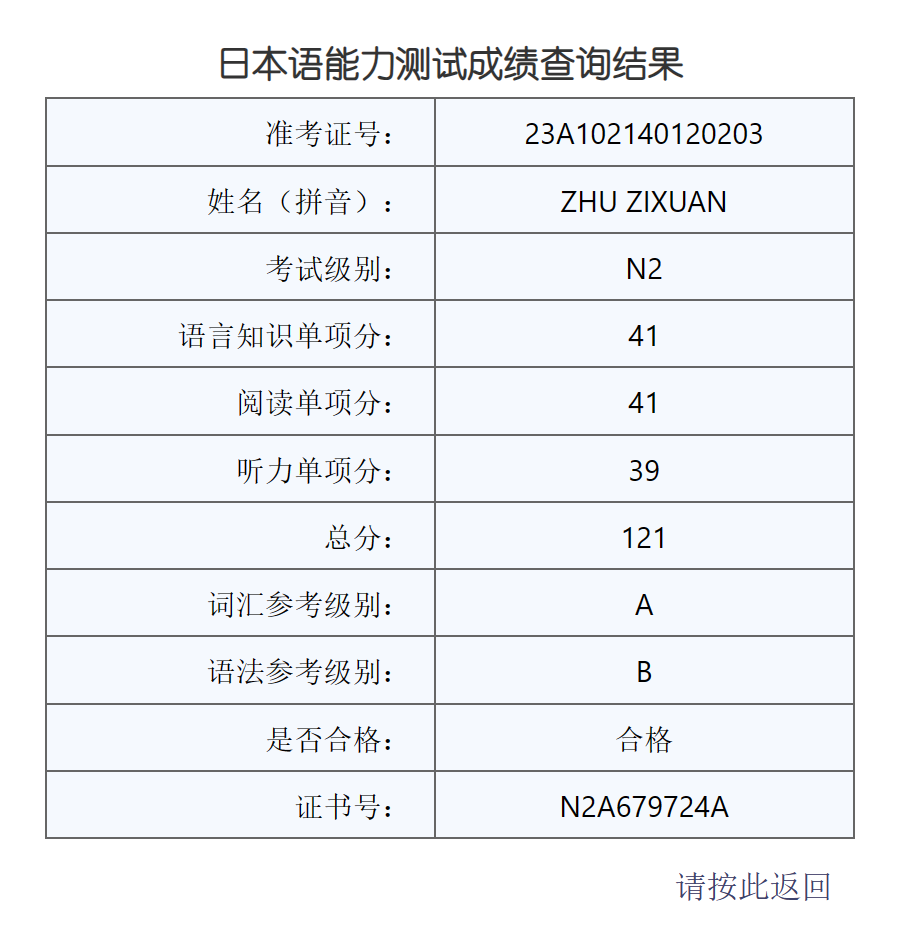 日本语能力测试成绩查询结果
准考证号： 23A102140120203
姓名（拼音）： ZHU ZIXUAN
考试级别： N2
语言知识单项分： 41
阅读单项分： 41
听力单项分： 39
总分： 121
词汇参考级别： A
语法参考级别： B
是否合格： 合格
证书号： N2A679724A
请按此返回